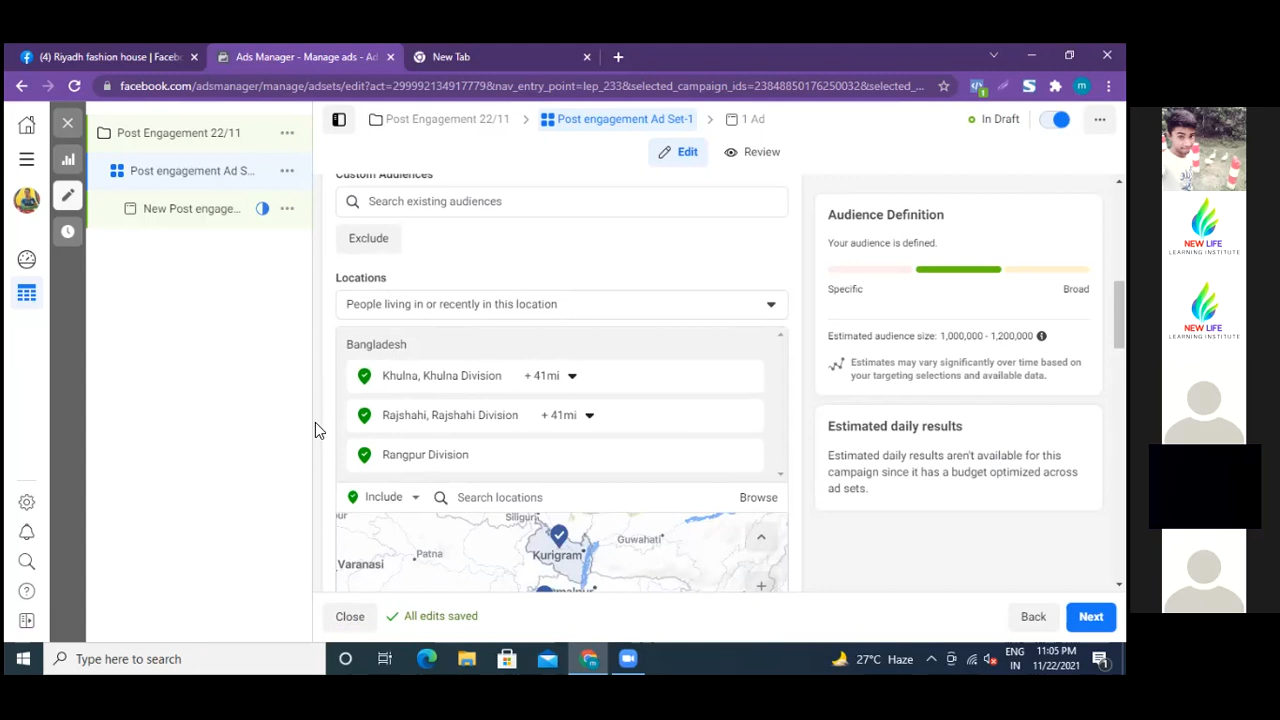 (4) Riyadh fashion house | Faceb
Ads Manager - Manage ads - Ad
New Tab
facebook.com/adsmanager/manage/adsets/edit?act=299992134917779&nav_entry_point=lep_233&selected_campaign_ids=23848850176250032&selected_...
m
Post Engagement 22/11
Post engagement Ad S...
New Post engage...
Post Engagement 22/11
Post engagement Ad Set-1
1 Ad
In Draft
Edit
Review
Custom Audiences
Search existing audiences
Exclude
Locations
People living in or recently in this location
Bangladesh
Khulna, Khulna Division + 41mi
Rajshahi, Rajshahi Division + 41mi
Rangpur Division
Include
Search locations
Browse
Siliguri
Kurigram
Guwahati
Patna
Varanasi
Audience Definition
Your audience is defined.
Specific
Broad
Estimated audience size: 1,000,000 - 1,200,000
Estimates may vary significantly over time based on
your targeting selections and available data.
Estimated daily results
Estimated daily results aren't available for this
campaign since it has a budget optimized across
ad sets.
Close
All edits saved
Back
Next
Type here to search
27°C Haze
ENG
IN
11:05 PM
11/22/2021
NEW LIFE
LEARNING INSTITUTE
NEW LIFE
LEARNING INSTITUTE